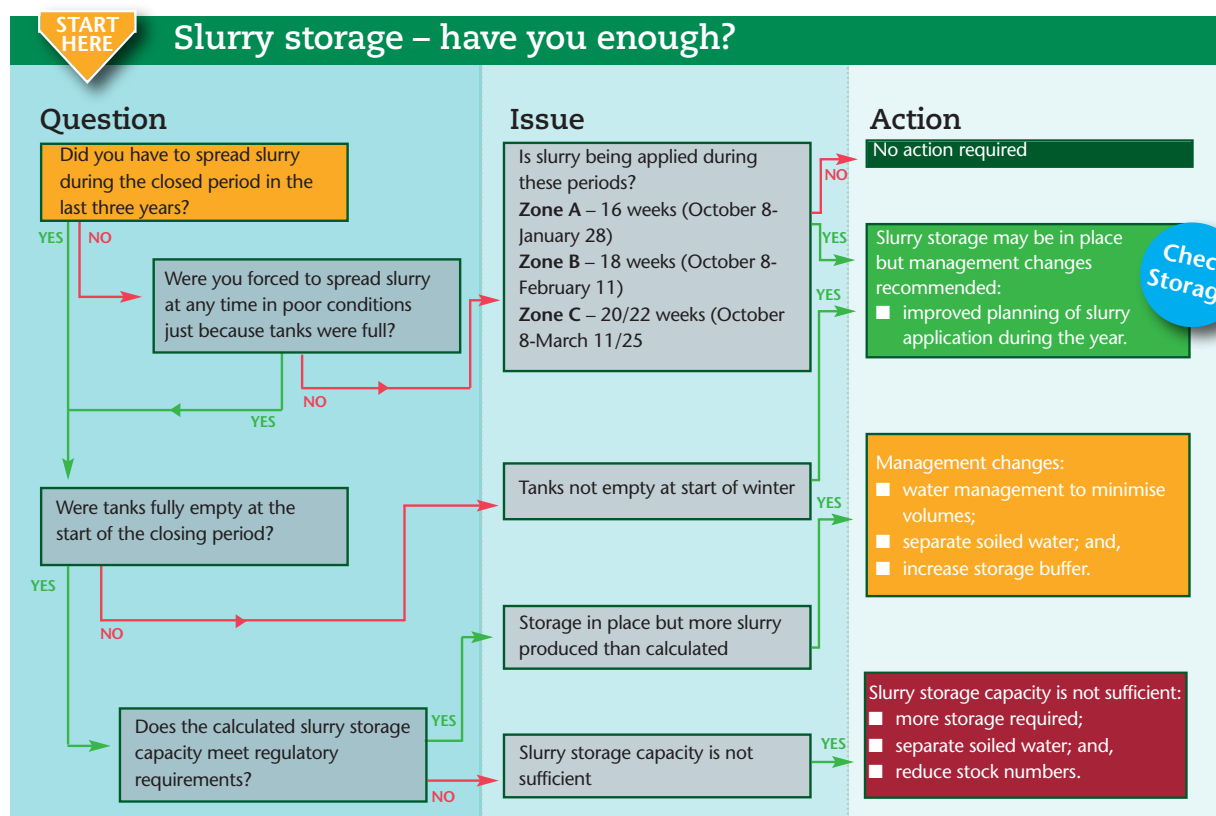 START
HERE
Slurry storage – have you enough?
Question
Did you have to spread slurry
during the closed period in the
last three years?
YES
NO
Were you forced to spread slurry
at any time in poor conditions
just because tanks were full?
NO
YES
Were tanks fully empty at the
start of the closing period?
YES
NO
Does the calculated slurry storage
capacity meet regulatory
requirements?
YES
NO
Issue
Is slurry being applied during
these periods?
Zone A – 16 weeks (October 8-
January 28)
Zone B – 18 weeks (October 8-
February 11)
Zone C – 20/22 weeks (October
8-March 11/25
NO
YES
Tanks not empty at start of winter
YES
Storage in place but more slurry
produced than calculated
YES
Slurry storage capacity is not
sufficient
YES
Action
No action required
Slurry storage may be in place
but management changes
recommended:
■ improved planning of slurry
application during the year.
Chec
Storag
Management changes:
■ water management to minimise
volumes;
■ separate soiled water; and,
■ increase storage buffer.
Slurry storage capacity is not sufficient:
■ more storage required;
■ separate soiled water; and,
■ reduce stock numbers.